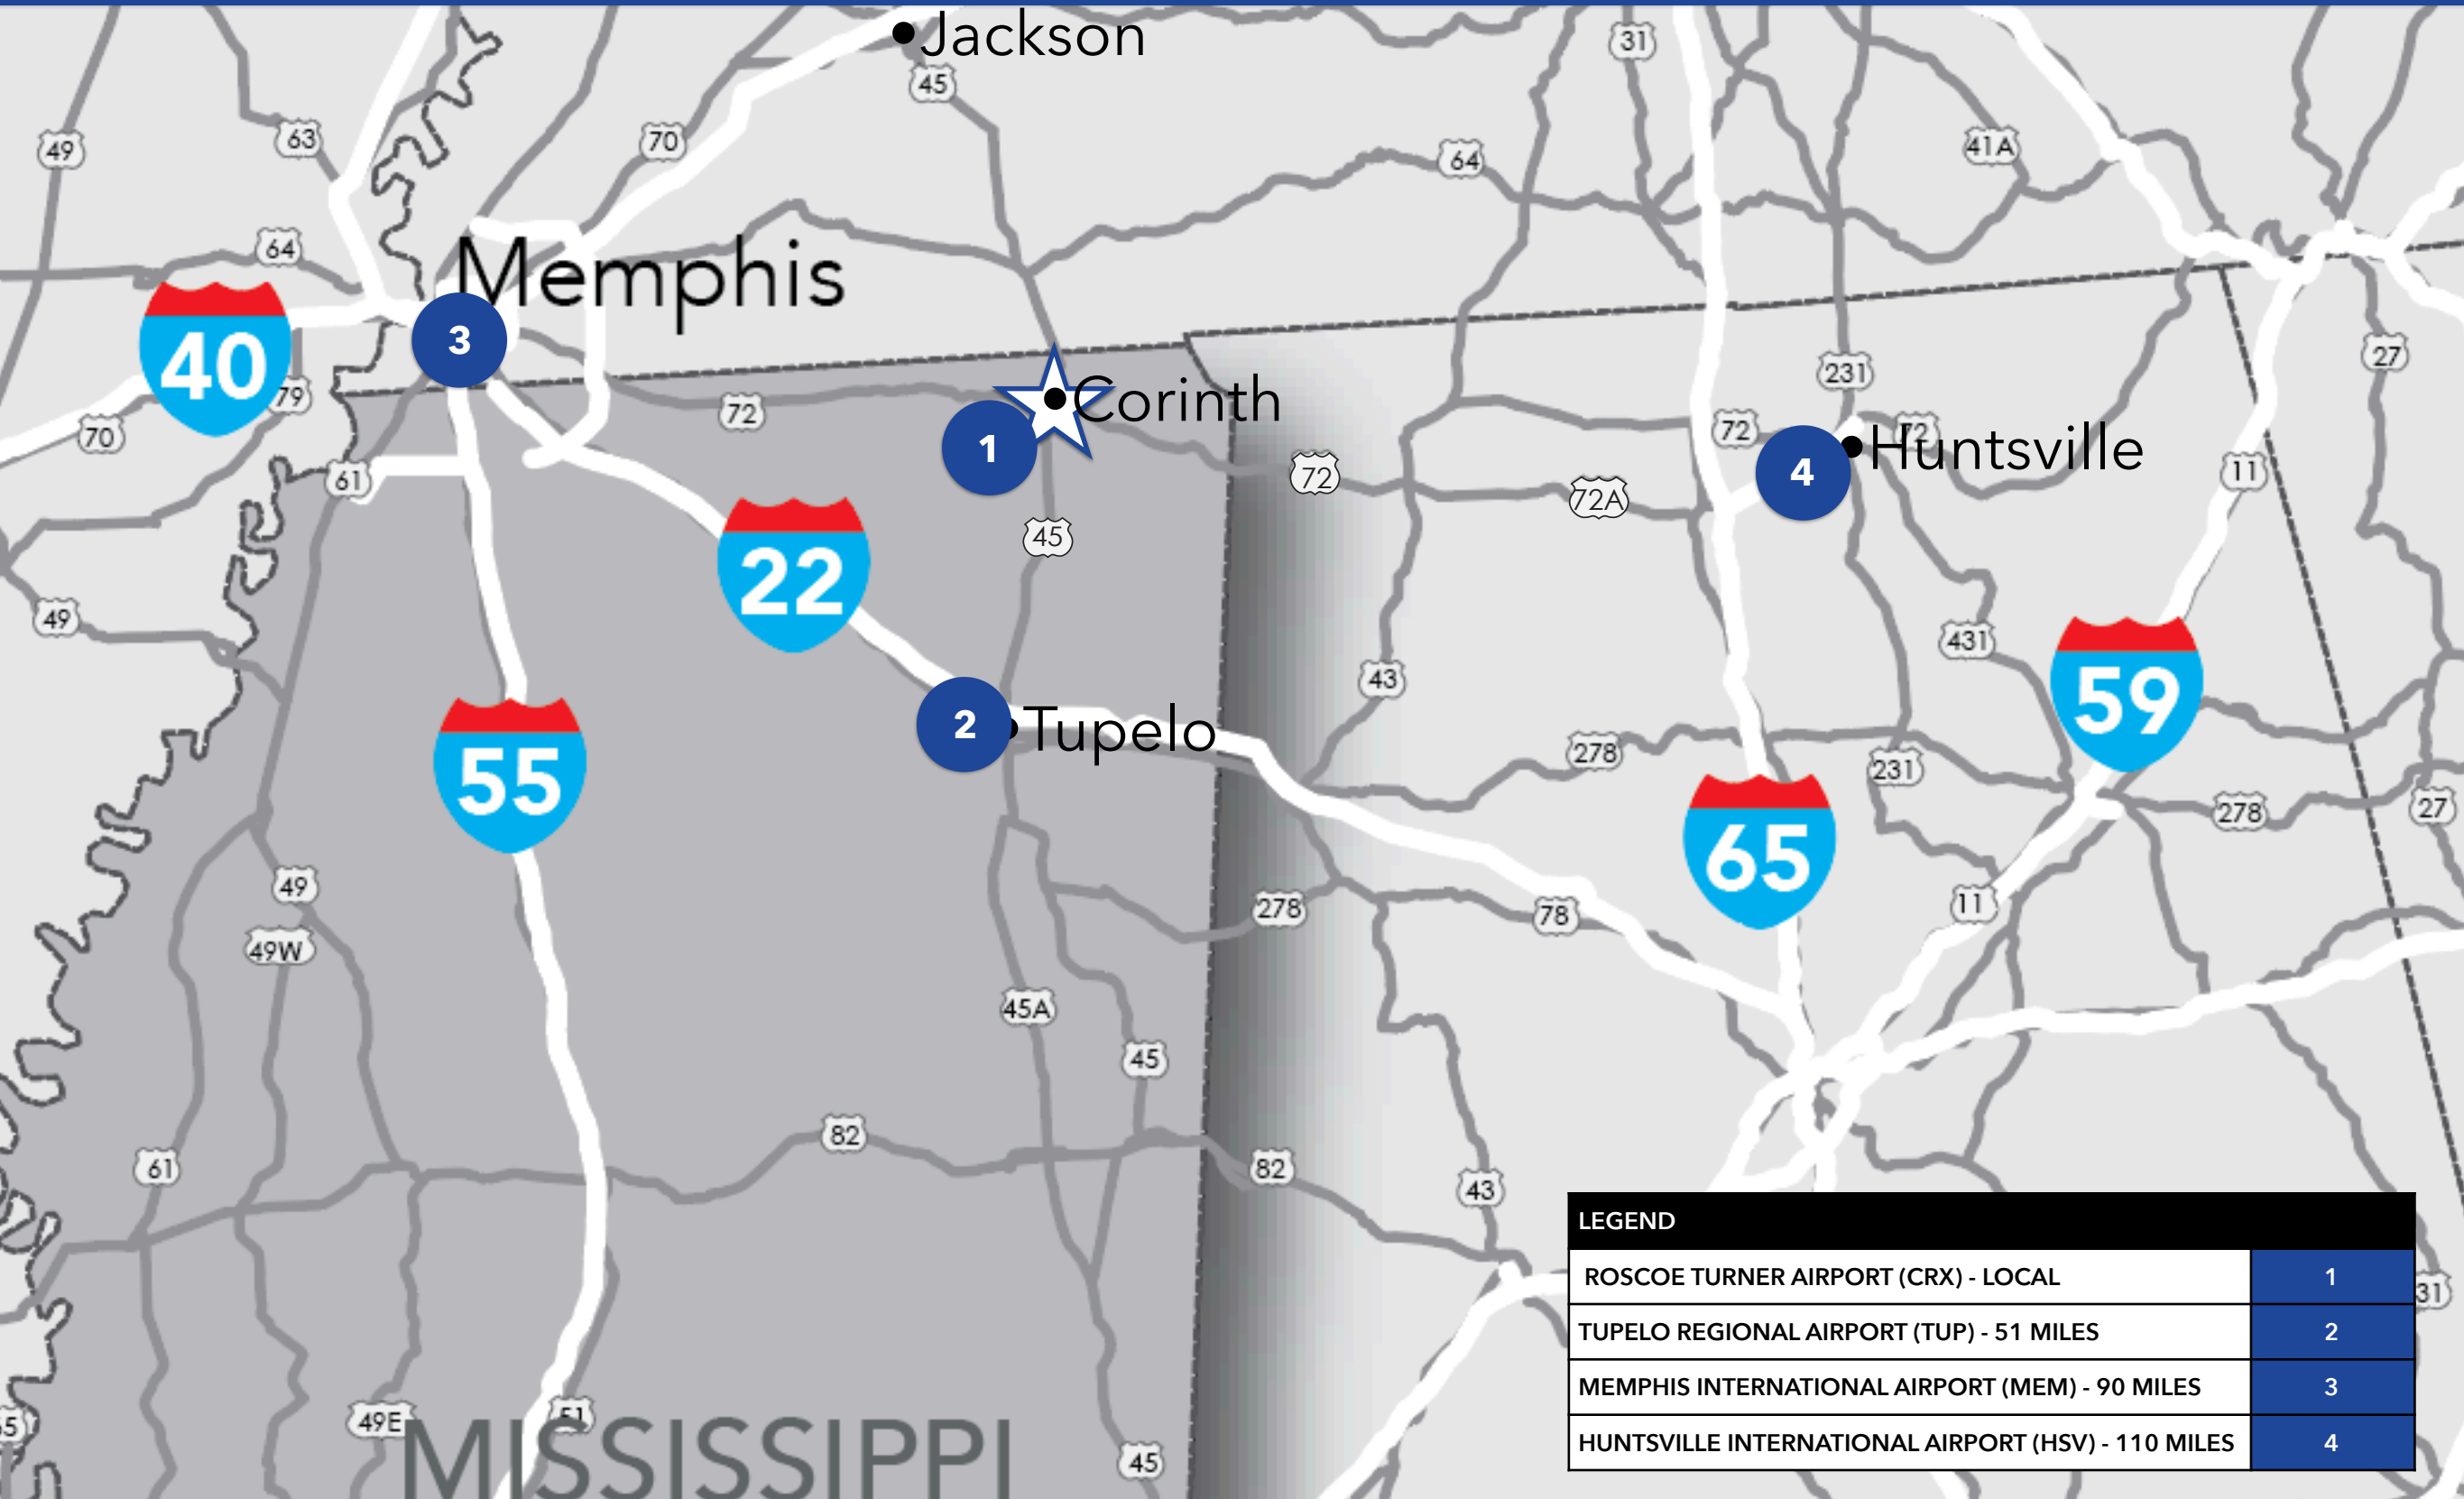 Jackson
31
45
63
70
41A
49
64
64
Memphis
40
3
27
231
79
72
Corinth
70
72
72
Huntsville
1
4
61
72
72A
11
45
22
49
431
43
59
2
Tupelo
55
278
231
65
278
27
49
278
78
11
49W
45A
45
82
61
82
43
LEGEND
ROSCOE TURNER AIRPORT (CRX) - LOCAL 1
31
TUPELO REGIONAL AIRPORT (TUP) - 51 MILES 2
MEMPHIS INTERNATIONAL AIRPORT (MEM) - 90 MILES 3
49E
51
HUNTSVILLE INTERNATIONAL AIRPORT (HSV) - 110 MILES 4
MISSISSIPPI
45